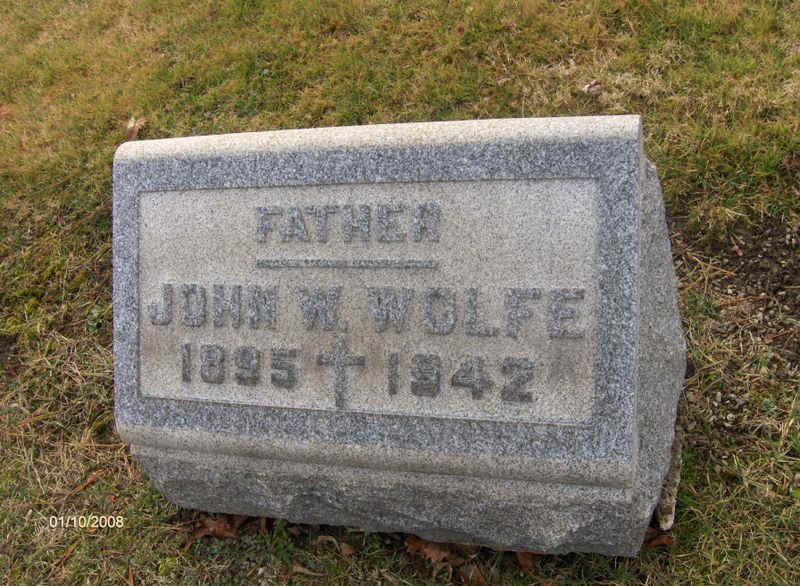 FATHER
JOHN W. WOLFE
1895 1942
01/10/2008